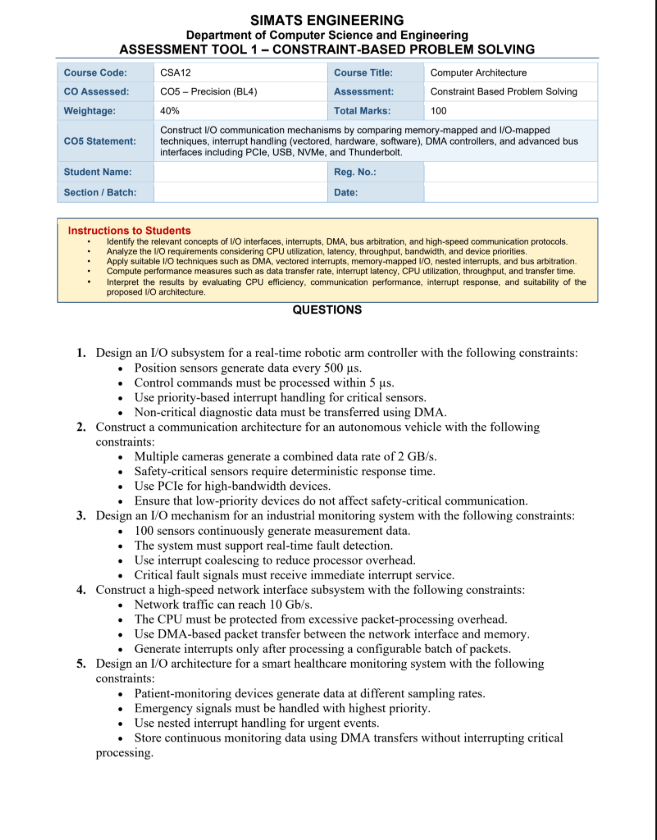 SIMATS ENGINEERING
Department of Computer Science and Engineering
ASSESSMENT TOOL 1 – CONSTRAINT-BASED PROBLEM SOLVING
Course Code: CSA12 Course Title: Computer Architecture
CO Assessed: CO5 – Precision (BL4) Assessment: Constraint Based Problem Solving
Weightage: 40% Total Marks: 100
CO5 Statement: Construct I/O communication mechanisms by comparing memory-mapped and I/O-mapped
techniques, interrupt handling (vectored, hardware, software), DMA controllers, and advanced bus
interfaces including PCIe, USB, NVMe, and Thunderbolt.
Student Name: Reg. No.:
Section / Batch: Date:
Instructions to Students
• Identify the relevant concepts of I/O interfaces, interrupts, DMA, bus arbitration, and high-speed communication protocols.
• Analyze the I/O requirements considering CPU utilization, latency, throughput, bandwidth, and device priorities.
• Apply suitable I/O techniques such as DMA, vectored interrupts, memory-mapped I/O, nested interrupts, and bus arbitration.
• Compute performance measures such as data transfer rate, interrupt latency, CPU utilization, throughput, and transfer time.
• Interpret the results by evaluating CPU efficiency, communication performance, interrupt response, and suitability of the
proposed I/O architecture.
QUESTIONS
1. Design an I/O subsystem for a real-time robotic arm controller with the following constraints:
• Position sensors generate data every 500 µs.
• Control commands must be processed within 5 µs.
• Use priority-based interrupt handling for critical sensors.
• Non-critical diagnostic data must be transferred using DMA.
2. Construct a communication architecture for an autonomous vehicle with the following
constraints:
• Multiple cameras generate a combined data rate of 2 GB/s.
• Safety-critical sensors require deterministic response time.
• Use PCIe for high-bandwidth devices.
• Ensure that low-priority devices do not affect safety-critical communication.
3. Design an I/O mechanism for an industrial monitoring system with the following constraints:
• 100 sensors continuously generate measurement data.
• The system must support real-time fault detection.
• Use interrupt coalescing to reduce processor overhead.
• Critical fault signals must receive immediate interrupt service.
4. Construct a high-speed network interface subsystem with the following constraints:
• Network traffic can reach 10 Gb/s.
• The CPU must be protected from excessive packet-processing overhead.
• Use DMA-based packet transfer between the network interface and memory.
• Generate interrupts only after processing a configurable batch of packets.
5. Design an I/O architecture for a smart healthcare monitoring system with the following
constraints:
• Patient-monitoring devices generate data at different sampling rates.
• Emergency signals must be handled with highest priority.
• Use nested interrupt handling for urgent events.
• Store continuous monitoring data using DMA transfers without interrupting critical
processing.